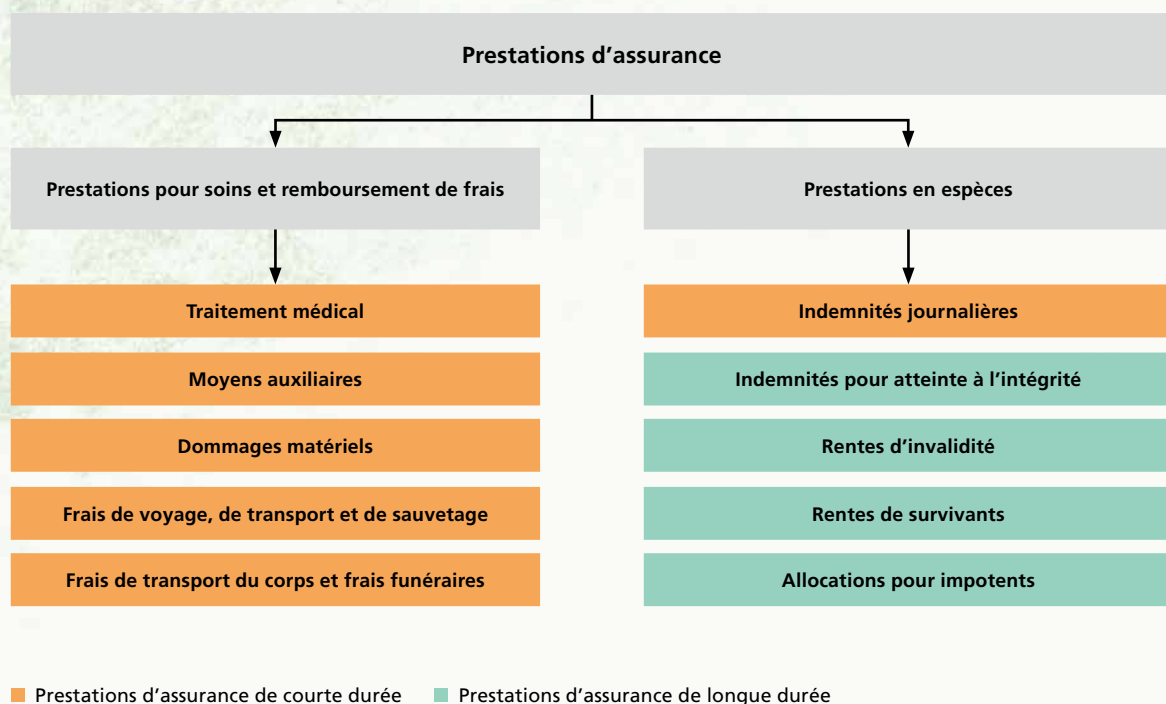 Prestations d’assurance
Prestations pour soins et remboursement de frais
Prestations en espèces
Traitement médical
Moyens auxiliaires
Dommages matériels
Frais de voyage, de transport et de sauvetage
Frais de transport du corps et frais funéraires
Indemnités journalières
Indemnités pour atteinte à l’intégrité
Rentes d’invalidité
Rentes de survivants
Allocations pour impotents
Prestations d’assurance de courte durée
Prestations d’assurance de longue durée